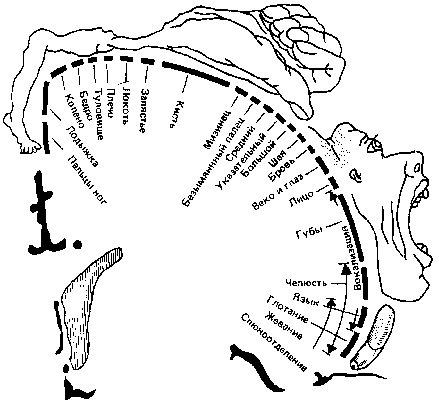 Пальцы ног
Лодыжка
Колено
Бедро
Туловище
Плечо
Локоть
Запястье
Кисть
Мизинец
Безымянный палец
Средний
Указательный
Большой
Шея
Бровь
Веко и глаз
Лицо
Губы
Вокализация
Челюсть
Язык
Глотание
Жевание
Слюноотделение